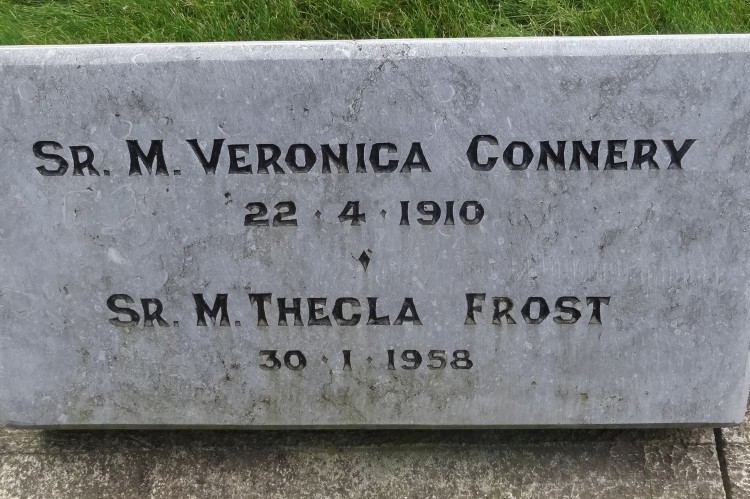 SR. M. VERONICA CONNERY
22 · 4 · 1910
SR. M. THECLA FROST
30 · 1 · 1958